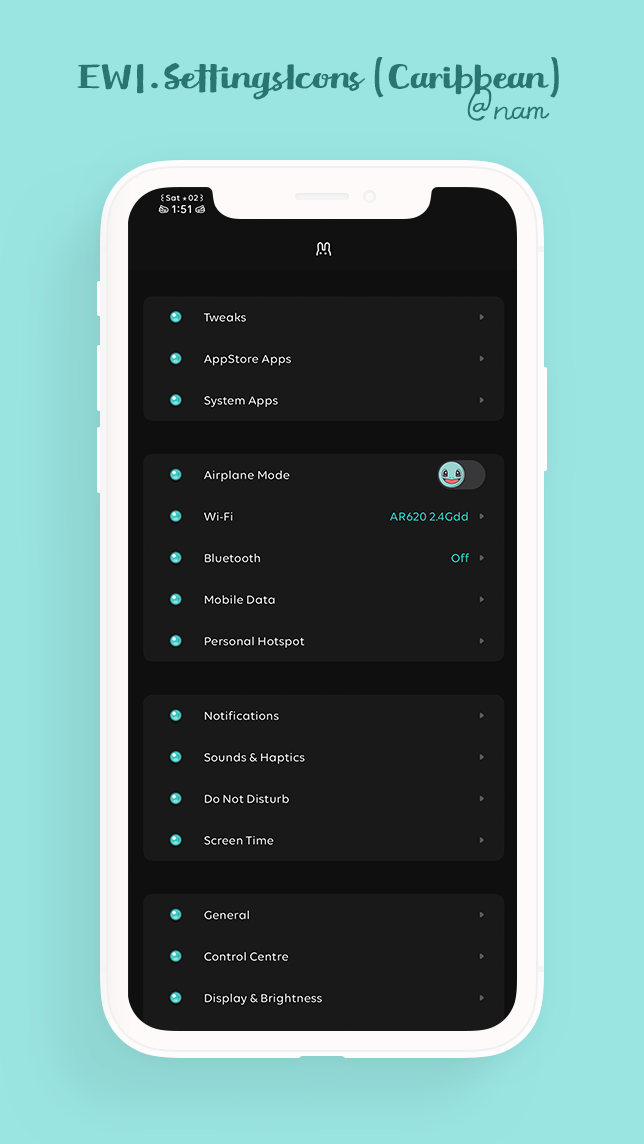 EW1.SettingsIcons (Caribbean)
@nam
Sat 02
1:51
Tweaks
AppStore Apps
System Apps
Airplane Mode
Wi-Fi AR620 2.4Gdd
Bluetooth Off
Mobile Data
Personal Hotspot
Notifications
Sounds & Haptics
Do Not Disturb
Screen Time
General
Control Centre
Display & Brightness